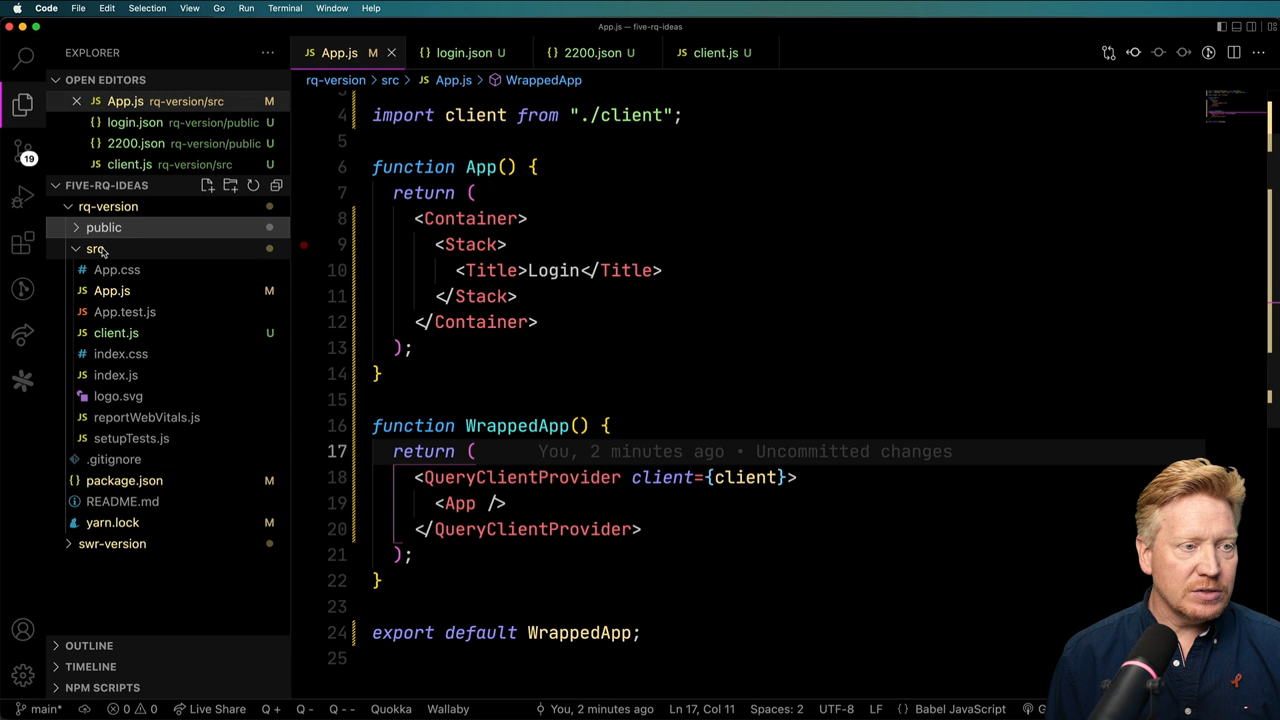 Code File Edit Selection View Go Run Terminal Window Help
App.js — five-rq-ideas
EXPLORER
OPEN EDITORS
App.js rq-version/src M
login.json rq-version/public U
2200.json rq-version/public U
client.js rq-version/src U
FIVE-RQ-IDEAS
rq-version
public
src
App.css
App.js M
App.test.js
client.js U
index.css
index.js
logo.svg
reportWebVitals.js
setupTests.js
.gitignore
package.json M
README.md
yarn.lock M
swr-version
OUTLINE
TIMELINE
NPM SCRIPTS
19
App.js M login.json U 2200.json U client.js U
rq-version > src > App.js > WrappedApp
4 import client from "./client";
5
6 function App() {
7 return (
8 <Container>
9 <Stack>
10 <Title>Login</Title>
11 </Stack>
12 </Container>
13 );
14 }
15
16 function WrappedApp() {
17 return ( You, 2 minutes ago • Uncommitted changes
18 <QueryClientProvider client={client}>
19 <App />
20 </QueryClientProvider>
21 );
22 }
23
24 export default WrappedApp;
25
main* 0 0 Live Share Q + Q - Q -- Quokka Wallaby You, 2 minutes ago Ln 17, Col 11 Spaces: 2 UTF-8 LF {} Babel JavaScript